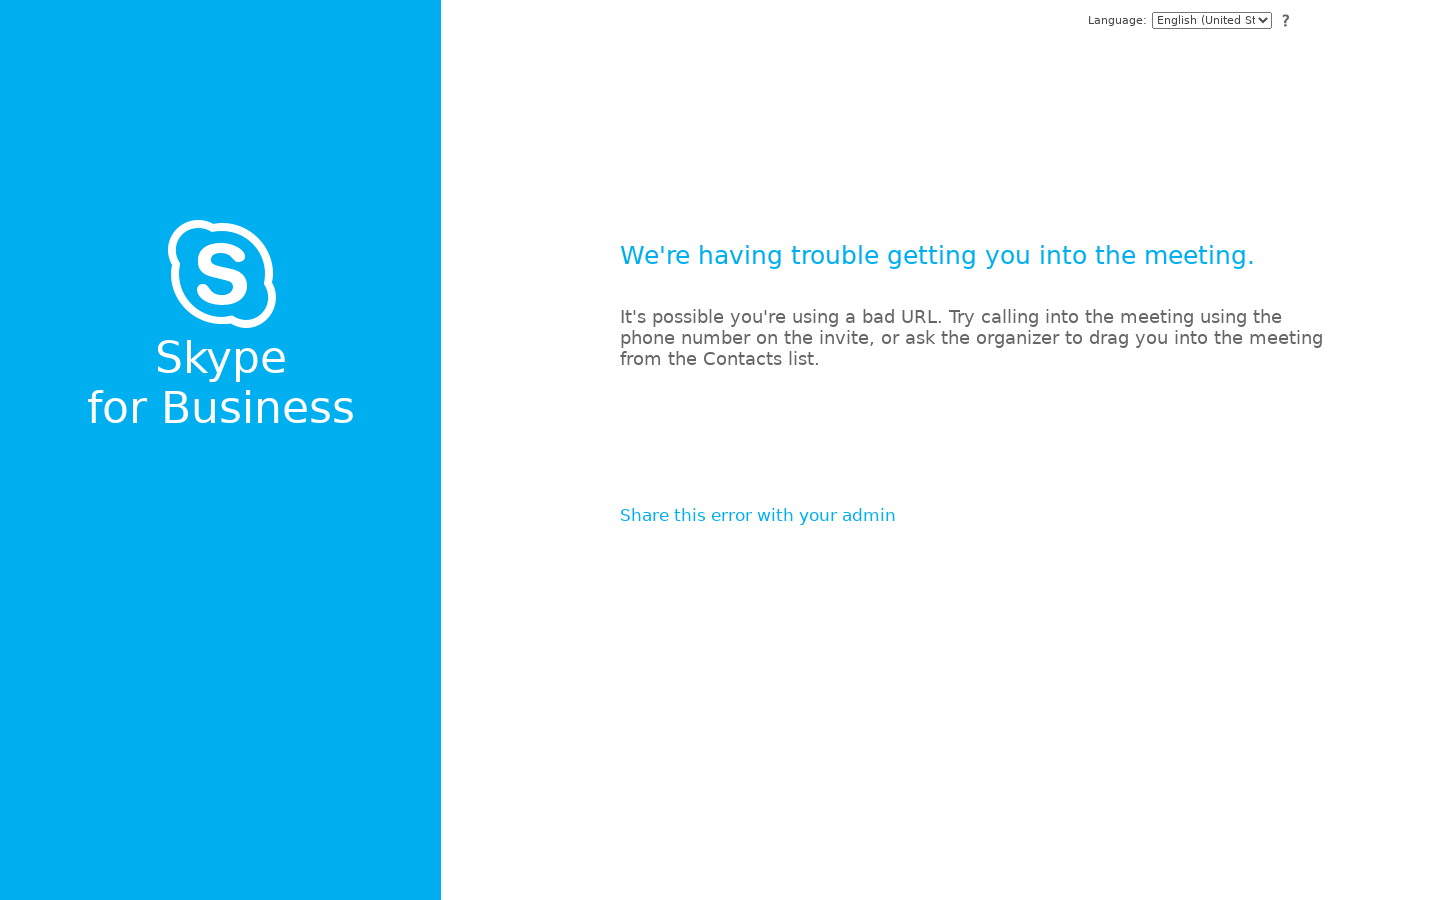 Language: English (United St
?
S
Skype
for Business
We're having trouble getting you into the meeting.
It's possible you're using a bad URL. Try calling into the meeting using the
phone number on the invite, or ask the organizer to drag you into the meeting
from the Contacts list.
Share this error with your admin